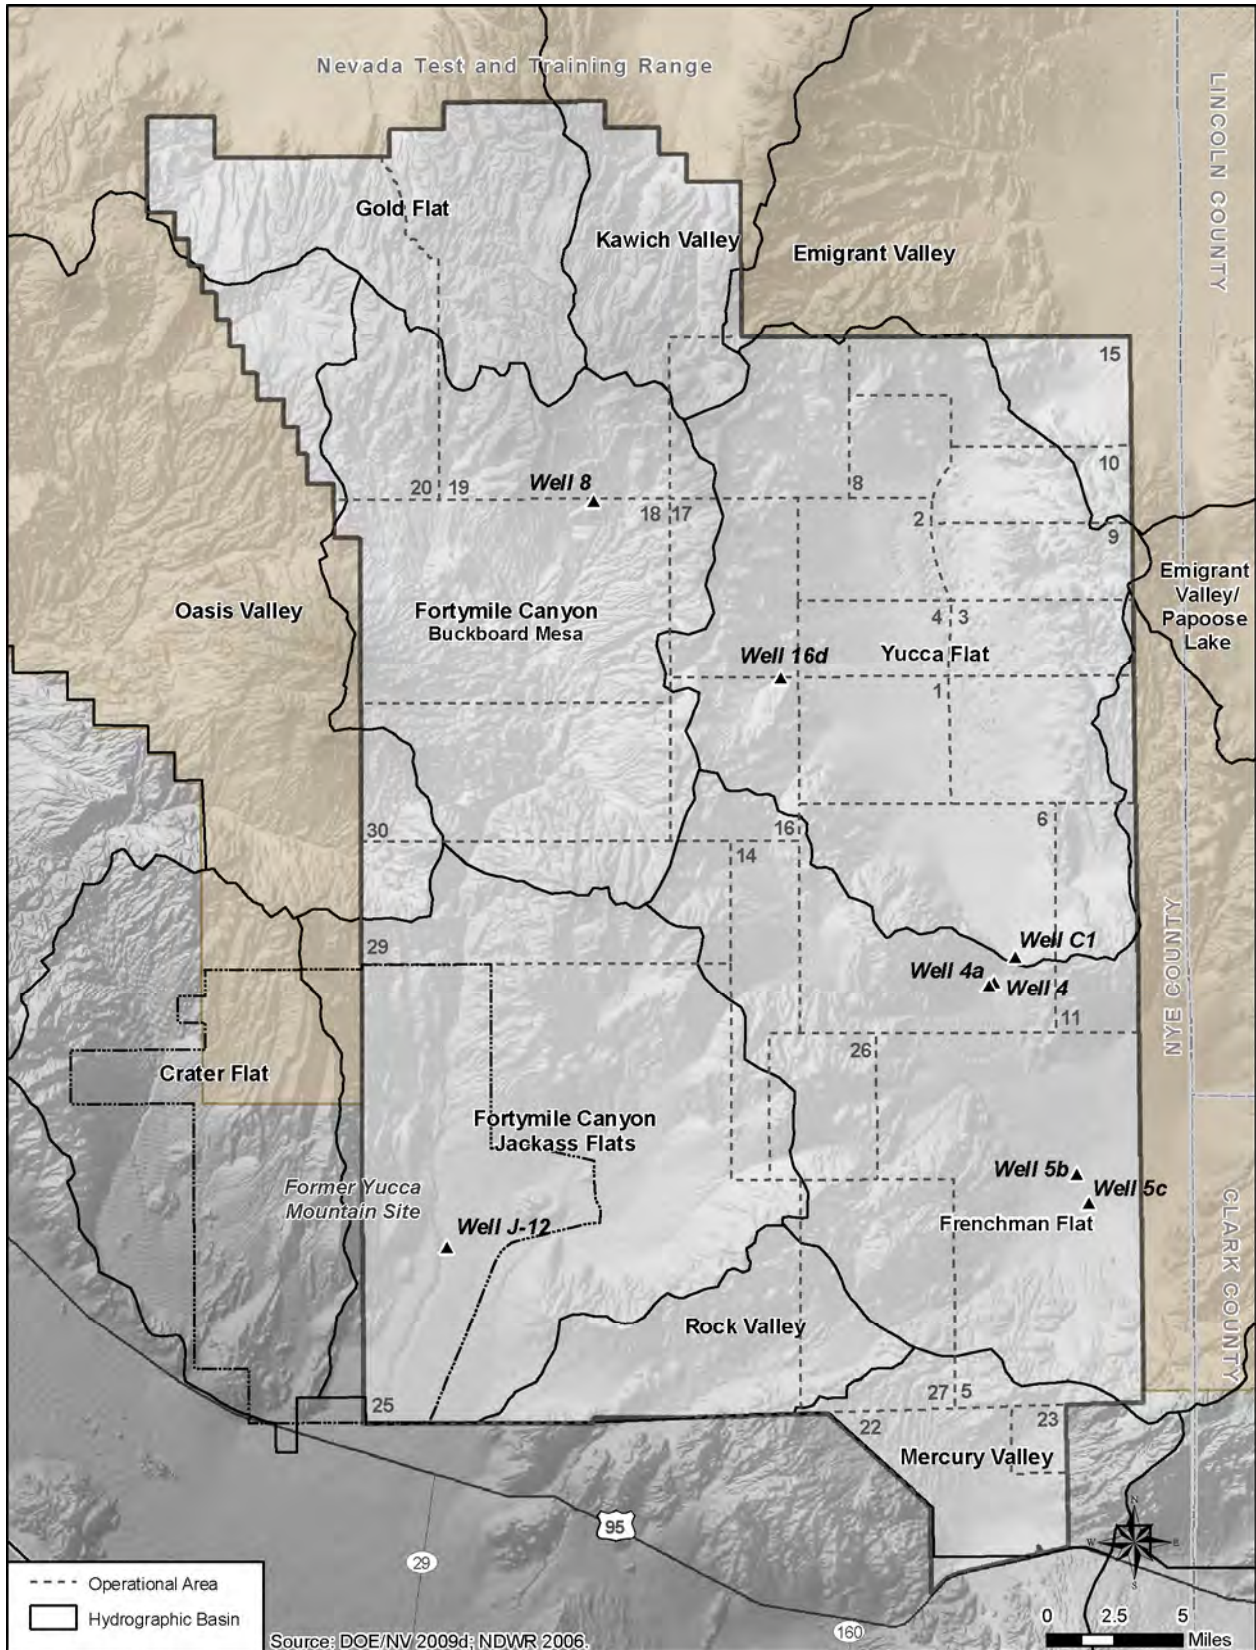 Nevada Test and Training Range
LINCOLN COUNTY
Gold Flat
Kawich Valley
Emigrant Valley
15
10
20
19
Well 8
8
18
17
2
9
Emigrant
Valley/
Papoose
Lake
Oasis Valley
Fortymile Canyon
Buckboard Mesa
4
3
Well 16d
Yucca Flat
1
30
16
6
14
29
Well C1
Well 4a
Well 4
11
NYE COUNTY
26
Crater Flat
Fortymile Canyon
Jackass Flats
Well 5b
Well 5c
Former Yucca
Mountain Site
Frenchman Flat
Well J-12
CLARK COUNTY
Rock Valley
25
27
5
22
23
Mercury Valley
95
29
160
N
W
E
S
Operational Area
Hydrographic Basin
Source: DOE/NV 2009d; NDWR 2006.
0 2.5 5
Miles